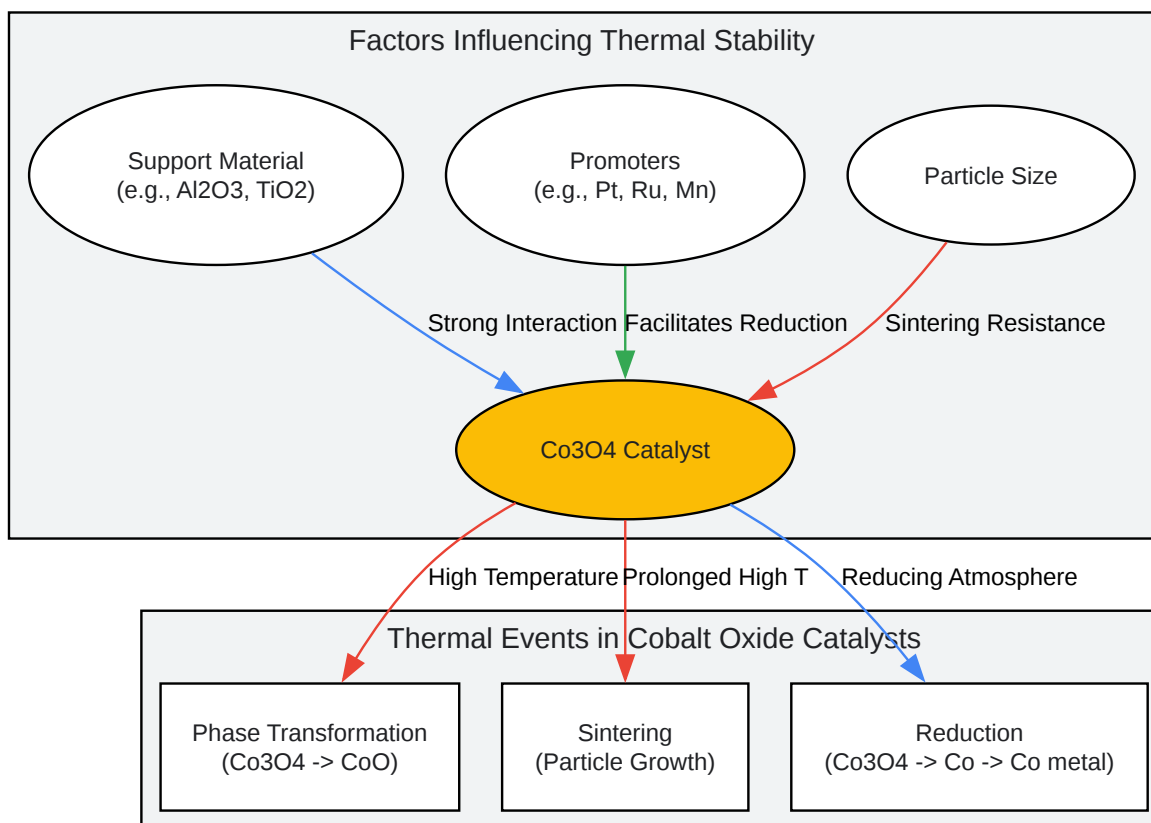 Factors Influencing Thermal Stability
Support Material
(e.g., Al2O3, TiO2)
Promoters
(e.g., Pt, Ru, Mn)
Particle Size
Strong Interaction
Facilitates Reduction
Sintering Resistance
Co3O4 Catalyst
High Temperature
Prolonged High T
Reducing Atmosphere
Thermal Events in Cobalt Oxide Catalysts
Phase Transformation
(Co3O4 -> CoO)
Sintering
(Particle Growth)
Reduction
(Co3O4 -> Co -> Co metal)